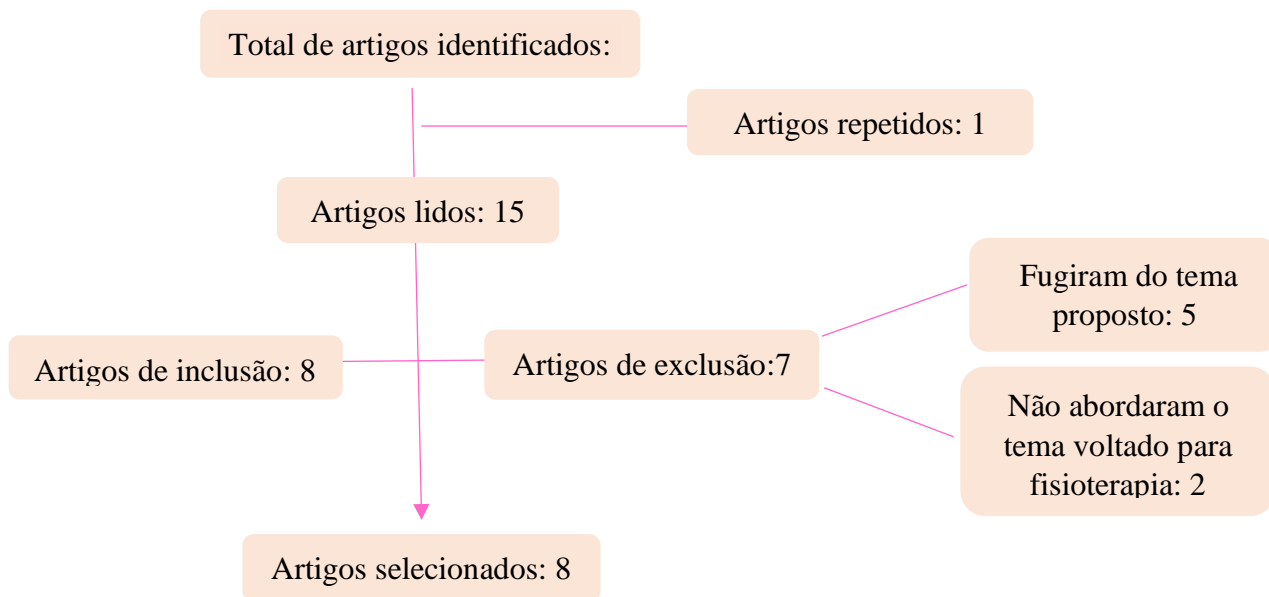 Total de artigos identificados:
Artigos repetidos: 1
Artigos lidos: 15
Fugiram do tema
proposto: 5
Artigos de inclusão: 8
Artigos de exclusão:7
Não abordaram o
tema voltado para
fisioterapia: 2
Artigos selecionados: 8